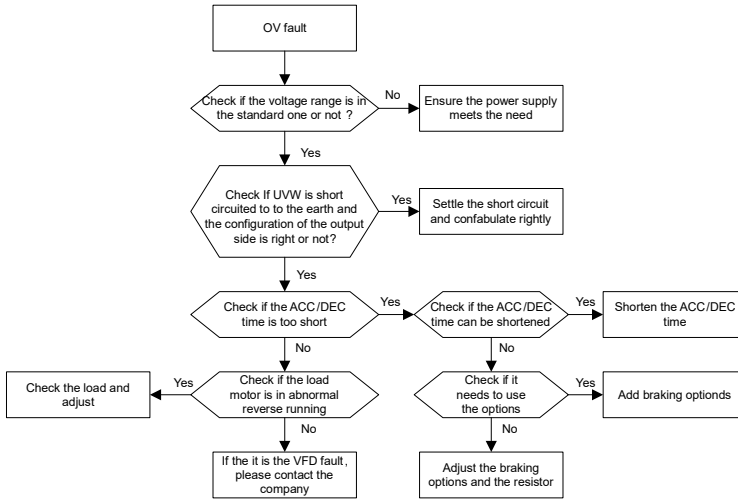 OV fault
Check if the voltage range is in
the standard one or not ?
No
Ensure the power supply
meets the need
Yes
Check If UVW is short
circuited to to the earth and
the configuration of the output
side is right or not?
Yes
Settle the short circuit
and confabulate rightly
Yes
Check if the ACC/DEC
time is too short
Yes
Check if the ACC/DEC
time can be shortened
Yes
Shorten the ACC/DEC
time
No
No
Check the load and
adjust
Yes
Check if the load
motor is in abnormal
reverse running
Check if it
needs to use
the options
Yes
Add braking optionds
No
No
If the it is the VFD fault,
please contact the
company
Adjust the braking
options and the resistor